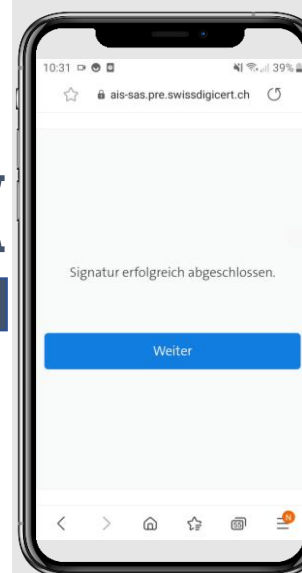 10:31
39%
ais-sas.pre.swissdigicert.ch
Signatur erfolgreich abgeschlossen.
Weiter
N